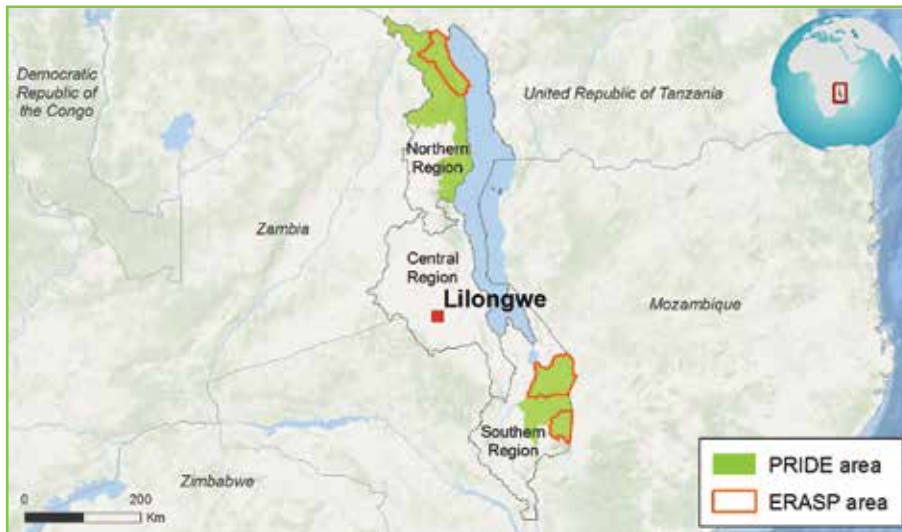 Democratic
Republic of
the Congo
United Republic of Tanzania
Northern
Region
Zambia
Central
Region
Lilongwe
Mozambique
Southern
Region
Zimbabwe
PRIDE area
ERASP area
0 200
Km